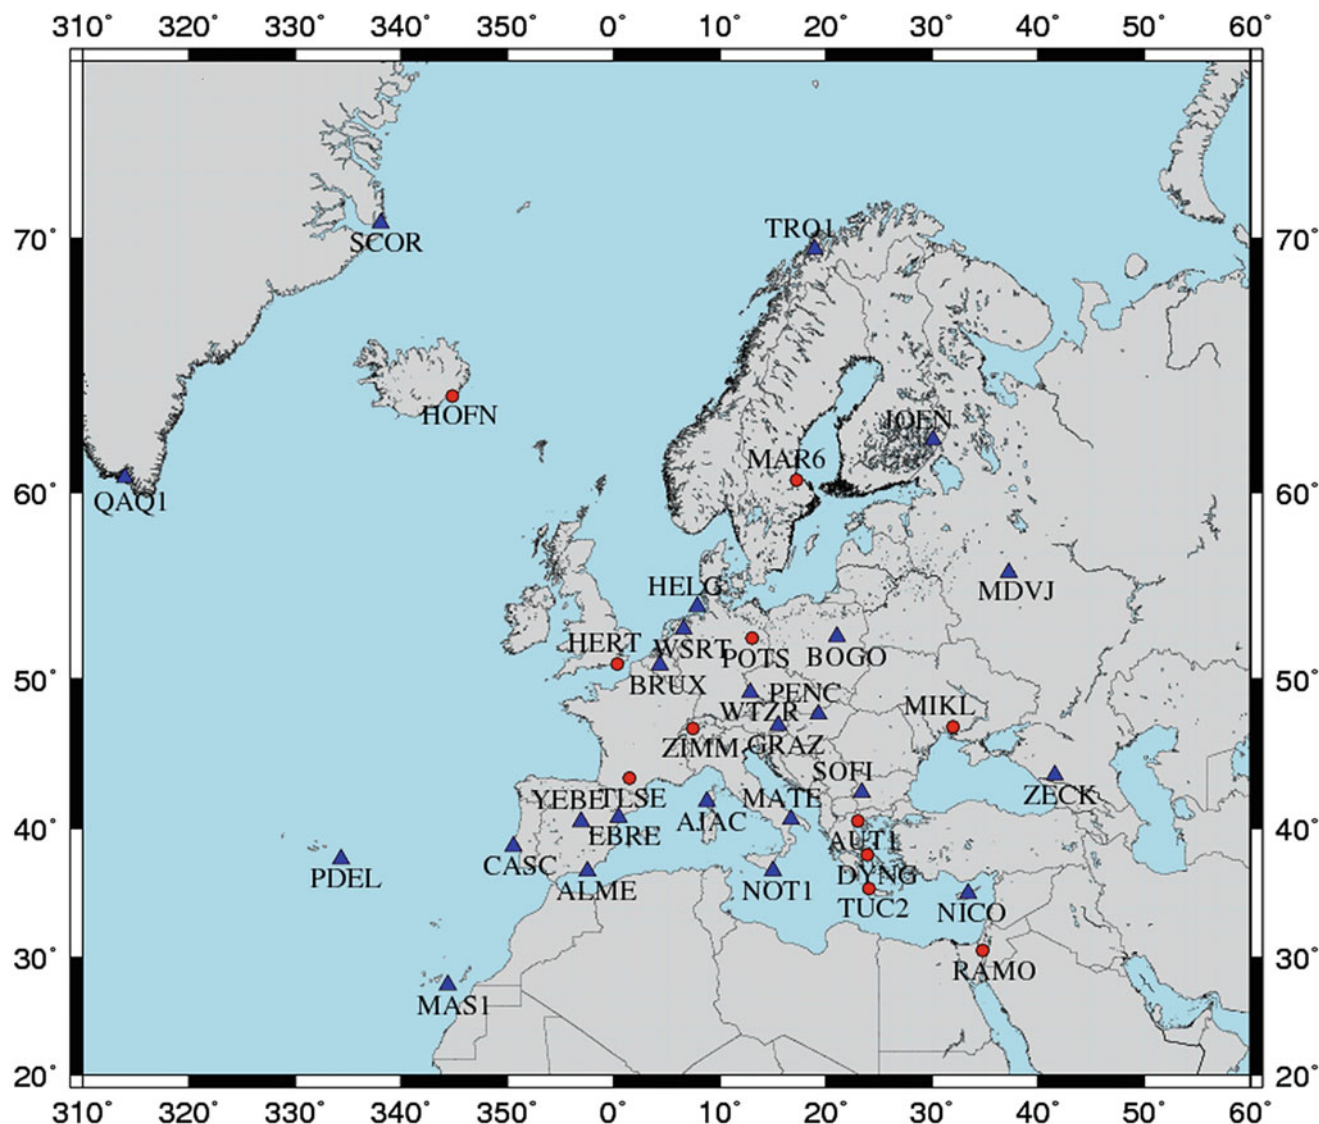 310° 320° 330° 340° 350° 0° 10° 20° 30° 40° 50° 60°
TRO1
70° SCOR 70°
HOFN
JOEN
MAR6
60° QAQ1 60°
MDVJ
HELG
HERT WSRT POTS BOGO
50° BRUX PENC 50°
WTZR MIKL
ZIMM GRAZ
SOFI
YEBE TLSE MATE ZECK
40° EBRE AJAC AUT1 40°
CASC
PDEL ALME NOT1 DYNG
TUC2 NICO
30° RAMO 30°
MAS1
20° 20°
310° 320° 330° 340° 350° 0° 10° 20° 30° 40° 50° 60°